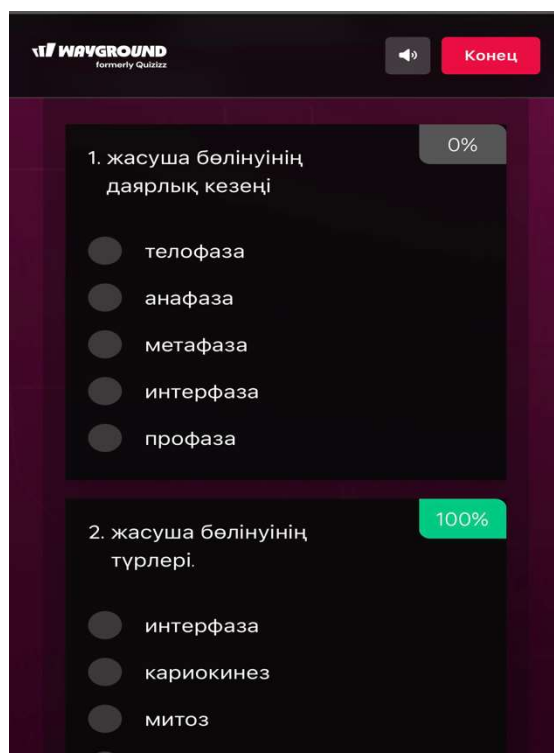 WAYGROUND
formerly Quizizz
Конец
1. жасуша бөлінуінің
даярлық кезеңі
0%
телофаза
анафаза
метафаза
интерфаза
профаза
2. жасуша бөлінуінің
түрлері.
100%
интерфаза
кариокинез
митоз